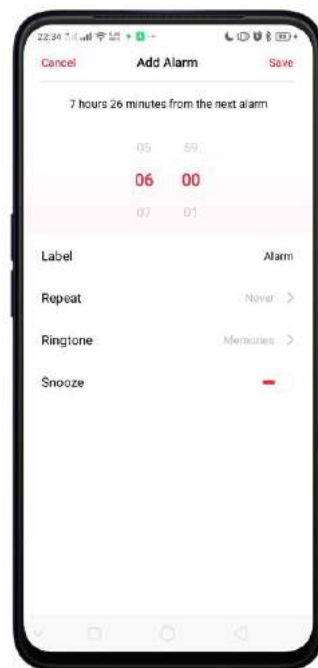 22:34
Cancel Add Alarm Save
7 hours 26 minutes from the next alarm
05 59
06 00
07 01
Label Alarm
Repeat Never
Ringtone Memories
Snooze